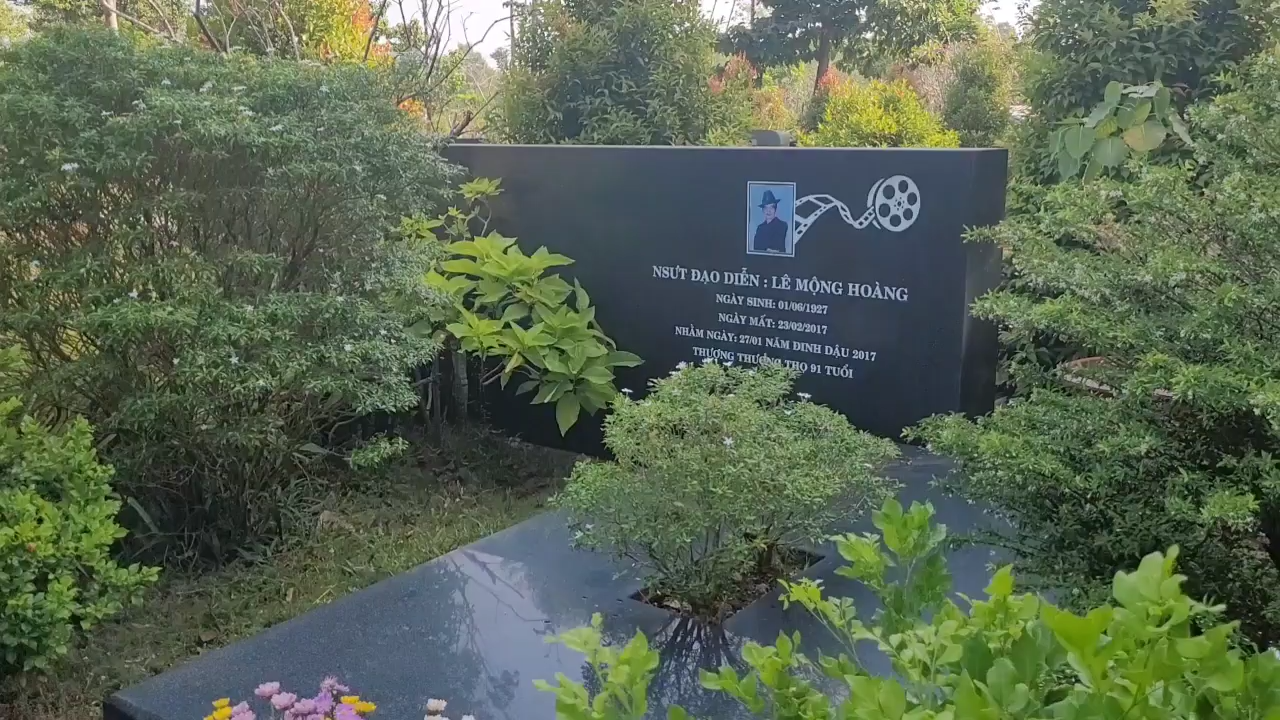 NSƯT ĐẠO DIỄN : LÊ MỘNG HOÀNG
NGÀY SINH: 01/06/1927
NGÀY MẤT: 23/02/2017
NHẰM NGÀY: 27/01 NĂM ĐINH DẬU 2017
THƯỢNG THƯỢNG THỌ 91 TUỔI